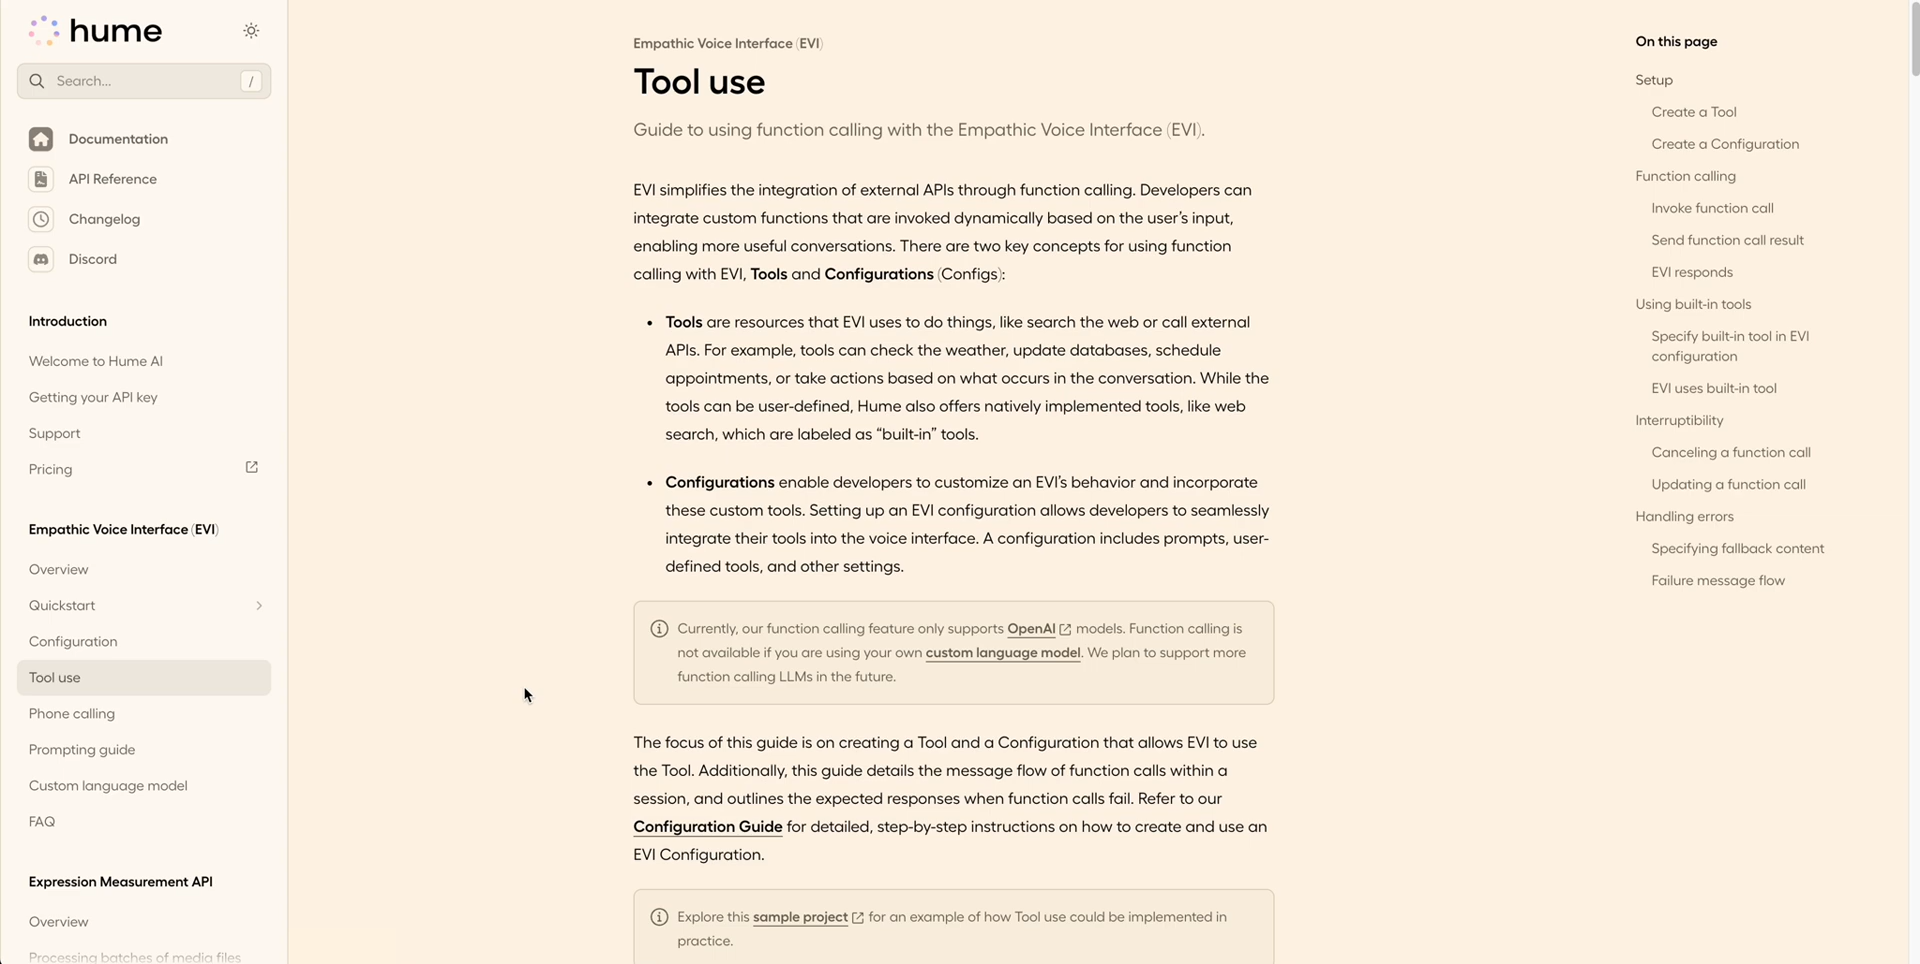 hume
Search...
/
Documentation
API Reference
Changelog
Discord
Introduction
Welcome to Hume AI
Getting your API key
Support
Pricing
Empathic Voice Interface (EVI)
Overview
Quickstart
Configuration
Tool use
Phone calling
Prompting guide
Custom language model
FAQ
Expression Measurement API
Overview
Processing batches of media files
Empathic Voice Interface (EVI)
Tool use
Guide to using function calling with the Empathic Voice Interface (EVI).
EVI simplifies the integration of external APIs through function calling. Developers can
integrate custom functions that are invoked dynamically based on the user’s input,
enabling more useful conversations. There are two key concepts for using function
calling with EVI, Tools and Configurations (Configs):
• Tools are resources that EVI uses to do things, like search the web or call external
APIs. For example, tools can check the weather, update databases, schedule
appointments, or take actions based on what occurs in the conversation. While the
tools can be user-defined, Hume also offers natively implemented tools, like web
search, which are labeled as “built-in” tools.
• Configurations enable developers to customize an EVI’s behavior and incorporate
these custom tools. Setting up an EVI configuration allows developers to seamlessly
integrate their tools into the voice interface. A configuration includes prompts, user-
defined tools, and other settings.
Currently, our function calling feature only supports OpenAI models. Function calling is
not available if you are using your own custom language model. We plan to support more
function calling LLMs in the future.
The focus of this guide is on creating a Tool and a Configuration that allows EVI to use
the Tool. Additionally, this guide details the message flow of function calls within a
session, and outlines the expected responses when function calls fail. Refer to our
Configuration Guide for detailed, step-by-step instructions on how to create and use an
EVI Configuration.
Explore this sample project for an example of how Tool use could be implemented in
practice.
On this page
Setup
Create a Tool
Create a Configuration
Function calling
Invoke function call
Send function call result
EVI responds
Using built-in tools
Specify built-in tool in EVI
configuration
EVI uses built-in tool
Interruptibility
Canceling a function call
Updating a function call
Handling errors
Specifying fallback content
Failure message flow